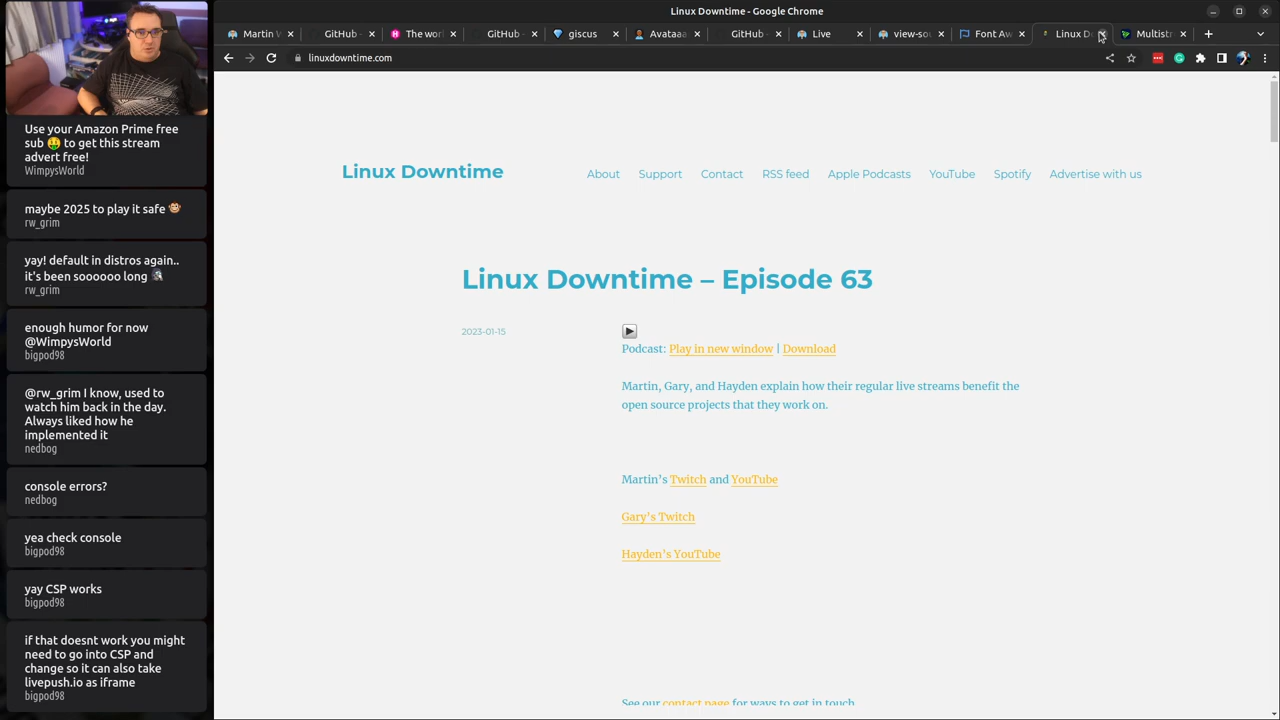 Linux Downtime - Google Chrome
Martin W
GitHub -
The worl
GitHub -
giscus
Avataaa
GitHub -
Live
view-sou
Font Aw
Linux Do
Multistr
linuxdowntime.com
Use your Amazon Prime free
sub 🤑 to get this stream
advert free!
WimpysWorld
maybe 2025 to play it safe 🐵
rw_grim
yay! default in distros again..
it's been soooooo long
rw_grim
enough humor for now
@WimpysWorld
bigpod98
@rw_grim I know, used to
watch him back in the day.
Always liked how he
implemented it
nedbog
console errors?
nedbog
yea check console
bigpod98
yay CSP works
bigpod98
if that doesnt work you might
need to go into CSP and
change so it can also take
livepush.io as iframe
bigpod98
Linux Downtime
About Support Contact RSS feed Apple Podcasts YouTube Spotify Advertise with us
Linux Downtime – Episode 63
2023-01-15
Podcast: Play in new window | Download
Martin, Gary, and Hayden explain how their regular live streams benefit the
open source projects that they work on.
Martin's Twitch and YouTube
Gary's Twitch
Hayden's YouTube
See our contact page for ways to get in touch